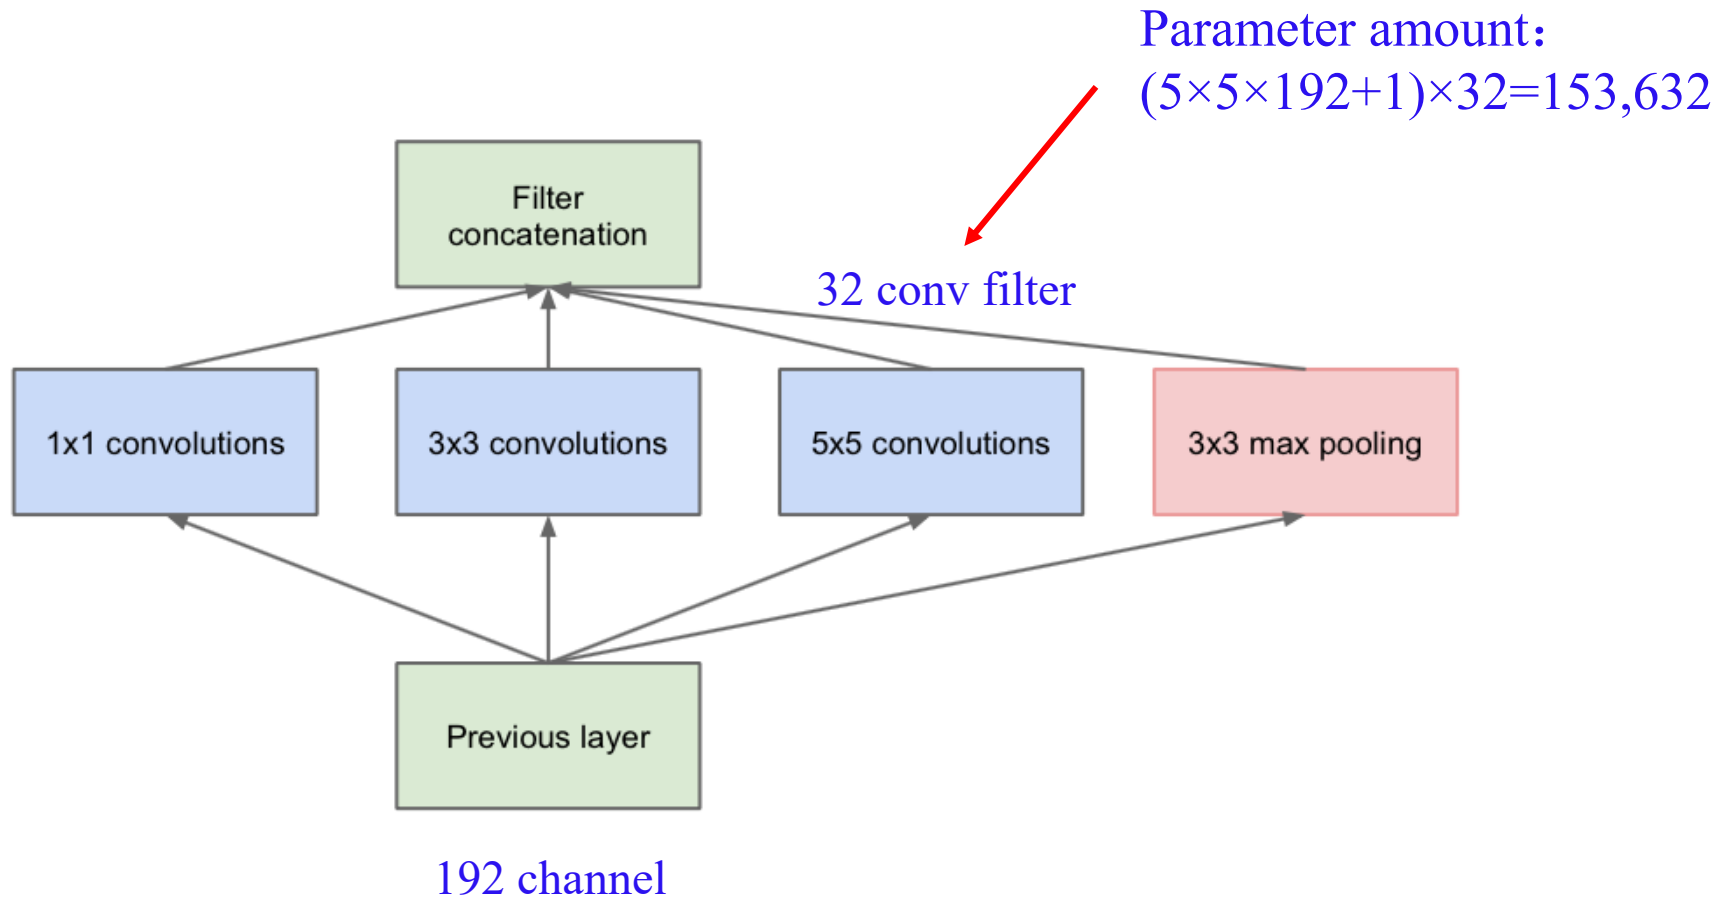 Parameter amount：
(5×5×192+1)×32=153,632
Filter
concatenation
32 conv filter
1x1 convolutions
3x3 convolutions
5x5 convolutions
3x3 max pooling
Previous layer
192 channel